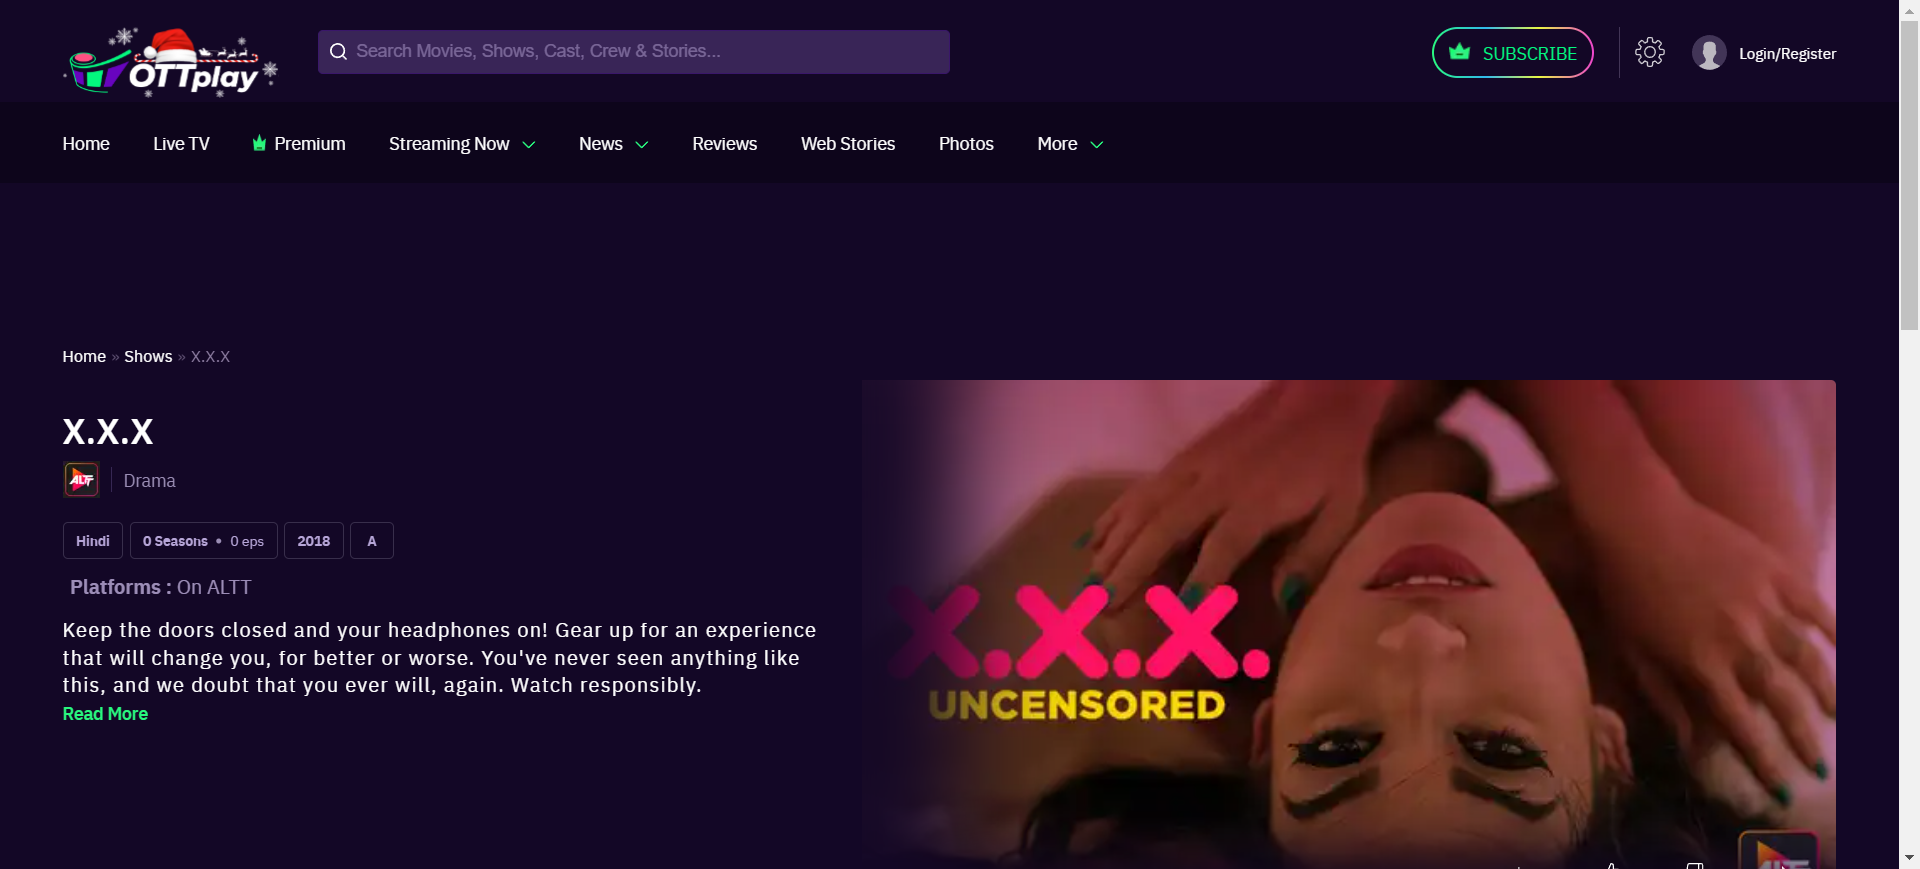 OTTplay
Search Movies, Shows, Cast, Crew & Stories...
SUBSCRIBE
Login/Register
Home
Live TV
Premium
Streaming Now
News
Reviews
Web Stories
Photos
More
Home » Shows » X.X.X
X.X.X
ALTT
Drama
Hindi
0 Seasons • 0 eps
2018
A
Platforms : On ALTT
Keep the doors closed and your headphones on! Gear up for an experience
that will change you, for better or worse. You've never seen anything like
this, and we doubt that you ever will, again. Watch responsibly.
Read More
X.X.X.
UNCENSORED
ALTT